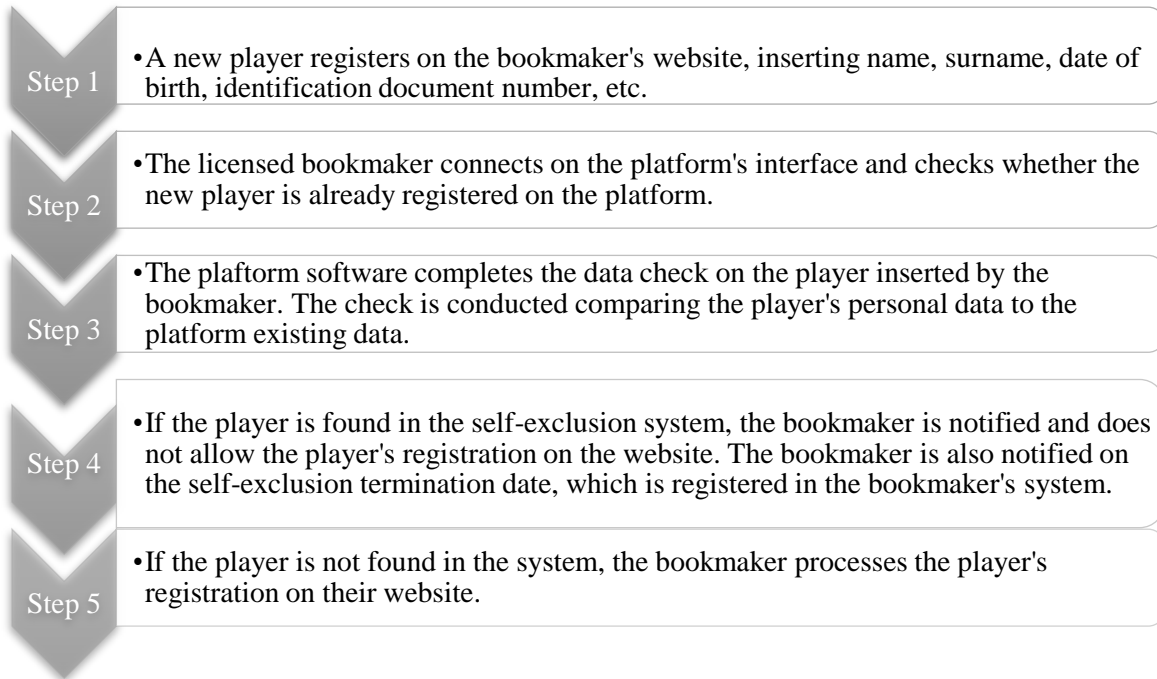 Step 1
•A new player registers on the bookmaker's website, inserting name, surname, date of
birth, identification document number, etc.
Step 2
•The licensed bookmaker connects on the platform's interface and checks whether the
new player is already registered on the platform.
Step 3
•The plaftorm software completes the data check on the player inserted by the
bookmaker. The check is conducted comparing the player's personal data to the
platform existing data.
Step 4
•If the player is found in the self-exclusion system, the bookmaker is notified and does
not allow the player's registration on the website. The bookmaker is also notified on
the self-exclusion termination date, which is registered in the bookmaker's system.
Step 5
•If the player is not found in the system, the bookmaker processes the player's
registration on their website.